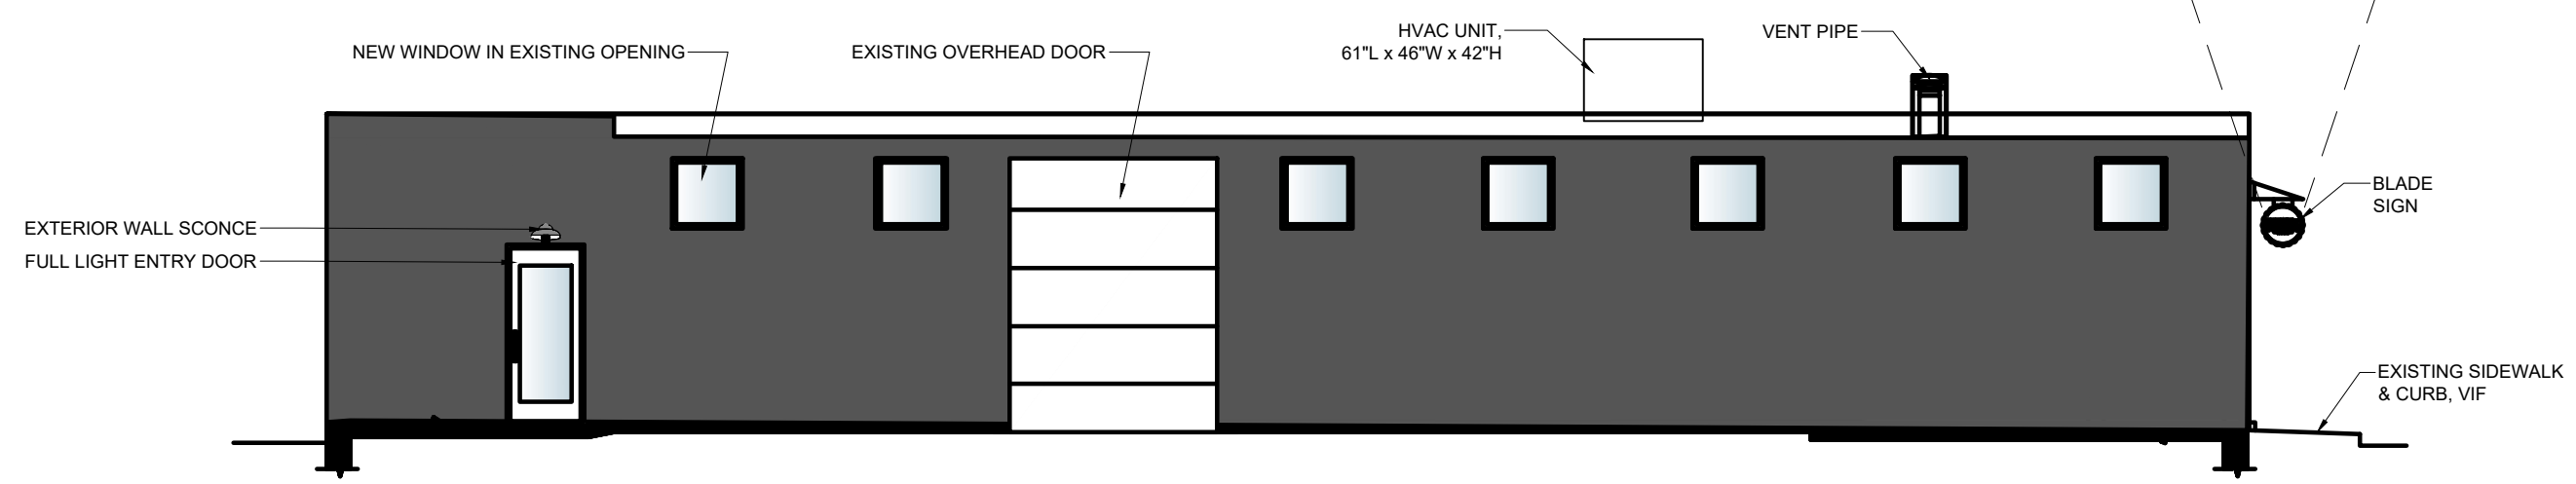 HVAC UNIT,
61"L x 46"W x 42"H
VENT PIPE
NEW WINDOW IN EXISTING OPENING
EXISTING OVERHEAD DOOR
BLADE
SIGN
EXTERIOR WALL SCONCE
FULL LIGHT ENTRY DOOR
EXISTING SIDEWALK
& CURB, VIF